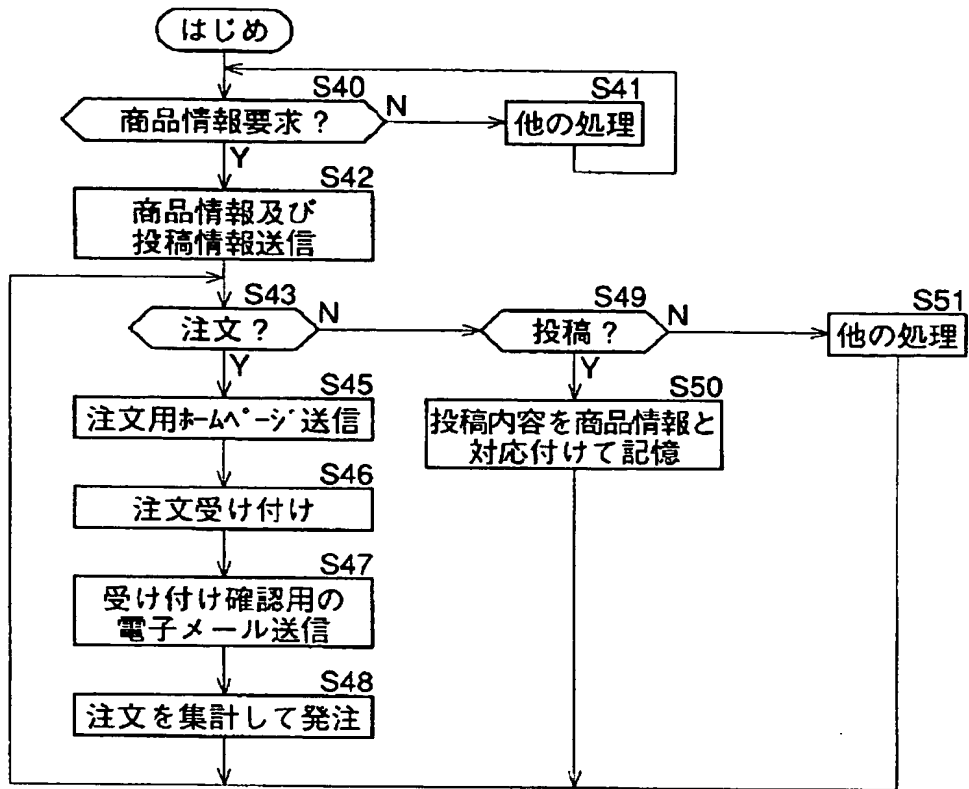 はじめ
S40
商品情報要求?
N
S41
他の処理
Y
S42
商品情報及び
投稿情報送信
S43
注文?
N
S49
投稿?
N
S51
他の処理
Y
Y
S45
注文用ホームページ送信
S50
投稿内容を商品情報と
対応付けて記憶
S46
注文受け付け
S47
受け付け確認用の
電子メール送信
S48
注文を集計して発注